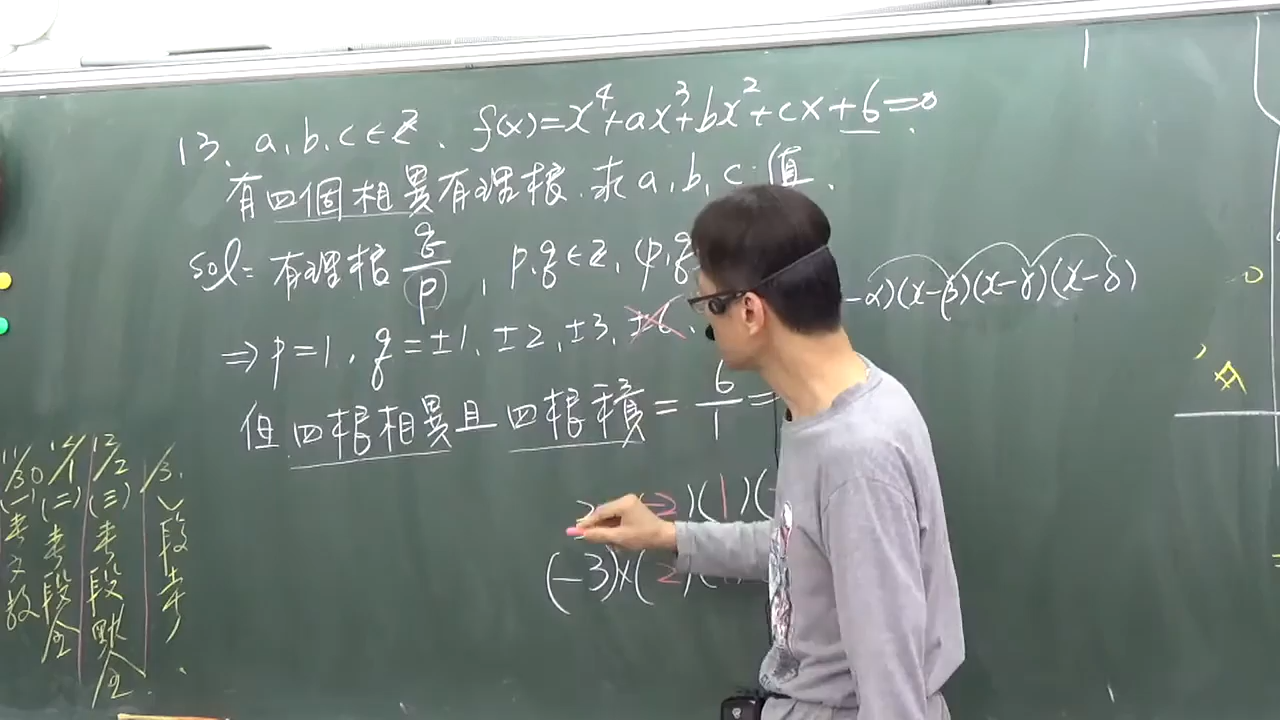 13. a, b, c ∈ Z. f(x)=x⁴+ax³+bx²+cx+6=0
有四個相異有理根. 求 a, b, c 值.
sol= 有理根 q/p, p, q ∈ Z, (p, q
-α)(x-β)(x-γ)(x-δ)
⇒ p=1, q=±1, ±2, ±3, ±6.
但四根相異且四根積 = 6/1 =
3 -2)(1)(-
(-3)×(2)(
11/30 (一)考文數
12/1 (二)考段全
12/2 (三)考段默全
13. 段考